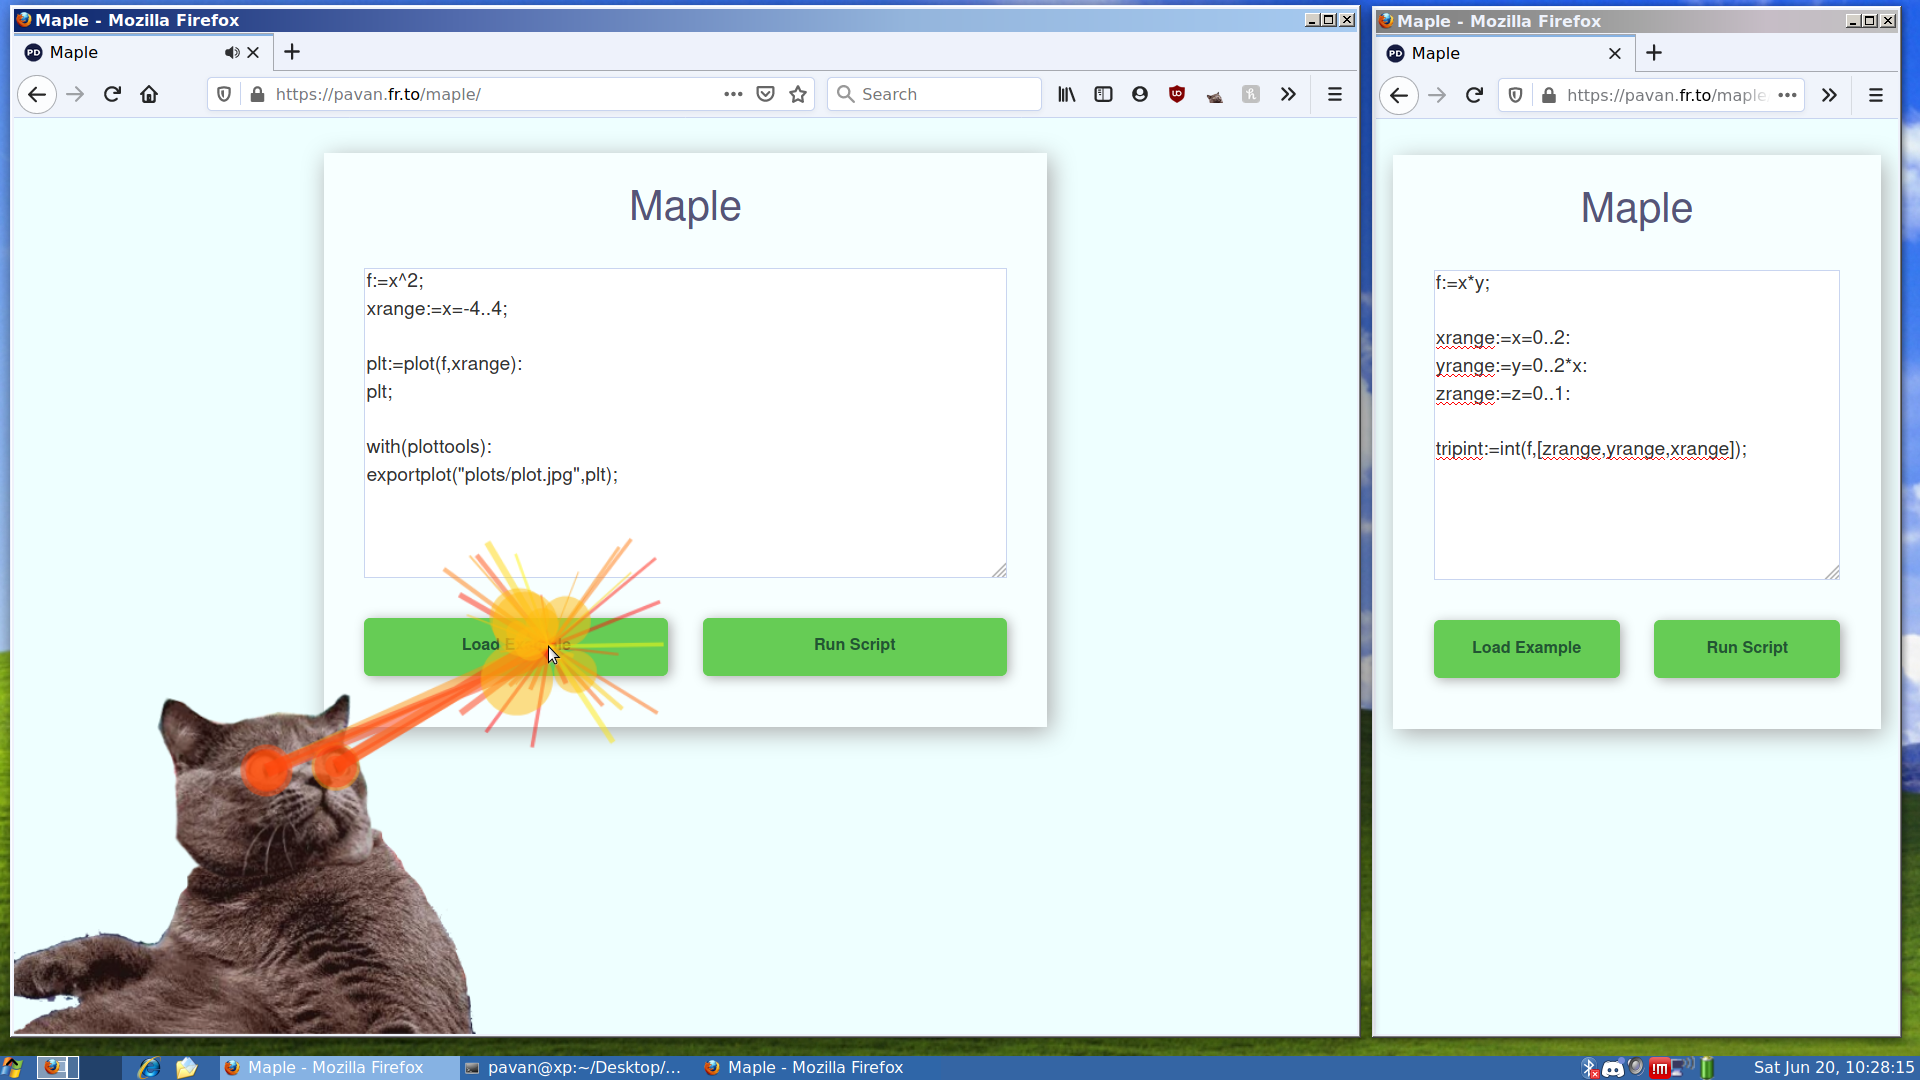 Maple - Mozilla Firefox
PD Maple
https://pavan.fr.to/maple/
Search
Maple
f:=x^2;
xrange:=x=-4..4;
plt:=plot(f,xrange):
plt;
with(plottools):
exportplot("plots/plot.jpg",plt);
Run Script
Maple - Mozilla Firefox
PD Maple
https://pavan.fr.to/maple
Maple
f:=x*y;
xrange:=x=0..2:
yrange:=y=0..2*x:
zrange:=z=0..1:
tripint:=int(f,[zrange,yrange,xrange]);
Load Example
Run Script
Maple - Mozilla Firefox
pavan@xp:~/Desktop/...
Maple - Mozilla Firefox
!m
Sat Jun 20, 10:28:15